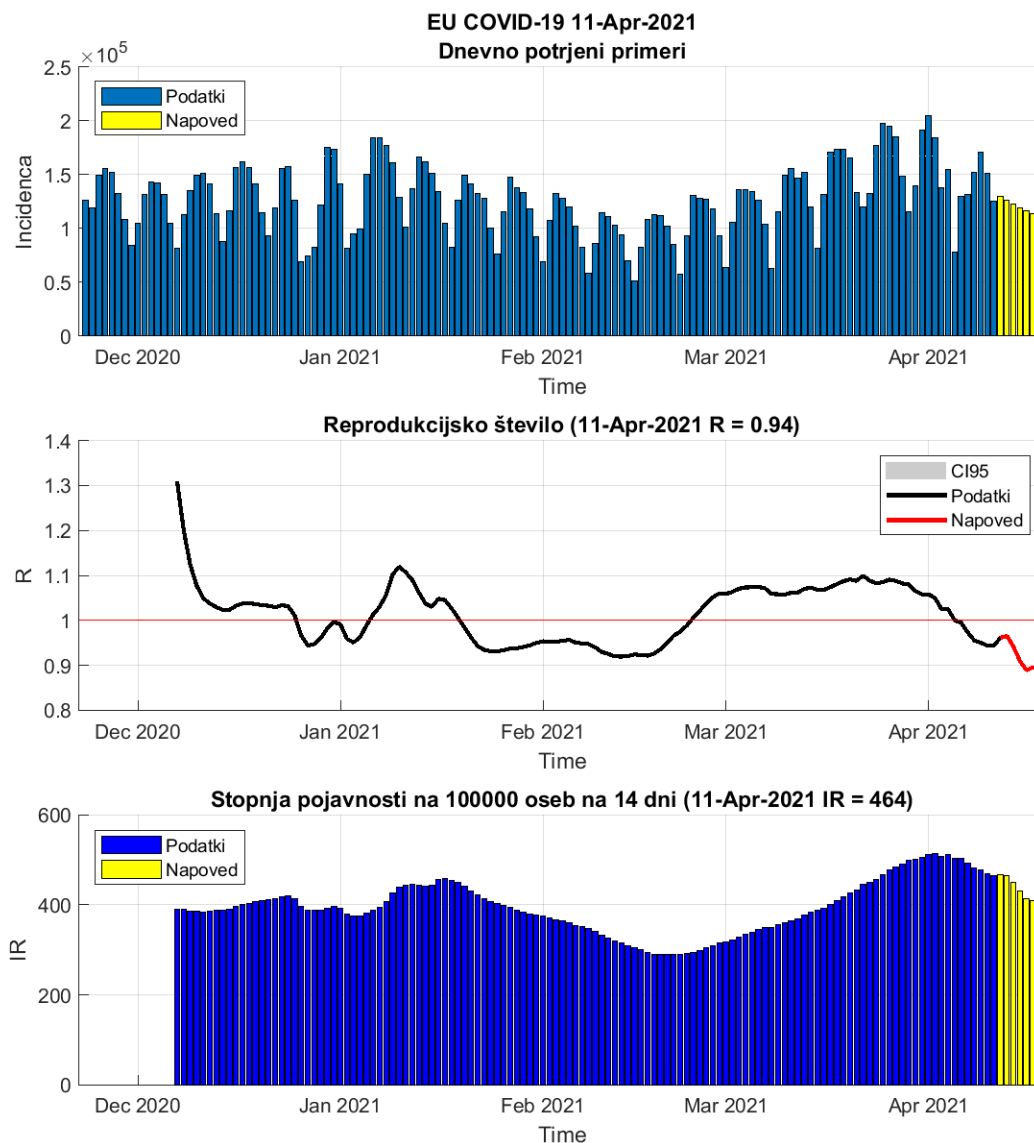 EU COVID-19 11-Apr-2021
Dnevno potrjeni primeri
×10⁵
2.5
2
1.5
1
0.5
0
Incidenca
Podatki
Napoved
Dec 2020
Jan 2021
Feb 2021
Mar 2021
Apr 2021
Time
Reprodukcijsko število (11-Apr-2021 R = 0.94)
1.4
1.3
1.2
1.1
1
0.9
0.8
R
CI95
Podatki
Napoved
Dec 2020
Jan 2021
Feb 2021
Mar 2021
Apr 2021
Time
Stopnja pojavnosti na 100000 oseb na 14 dni (11-Apr-2021 IR = 464)
600
400
200
0
IR
Podatki
Napoved
Dec 2020
Jan 2021
Feb 2021
Mar 2021
Apr 2021
Time